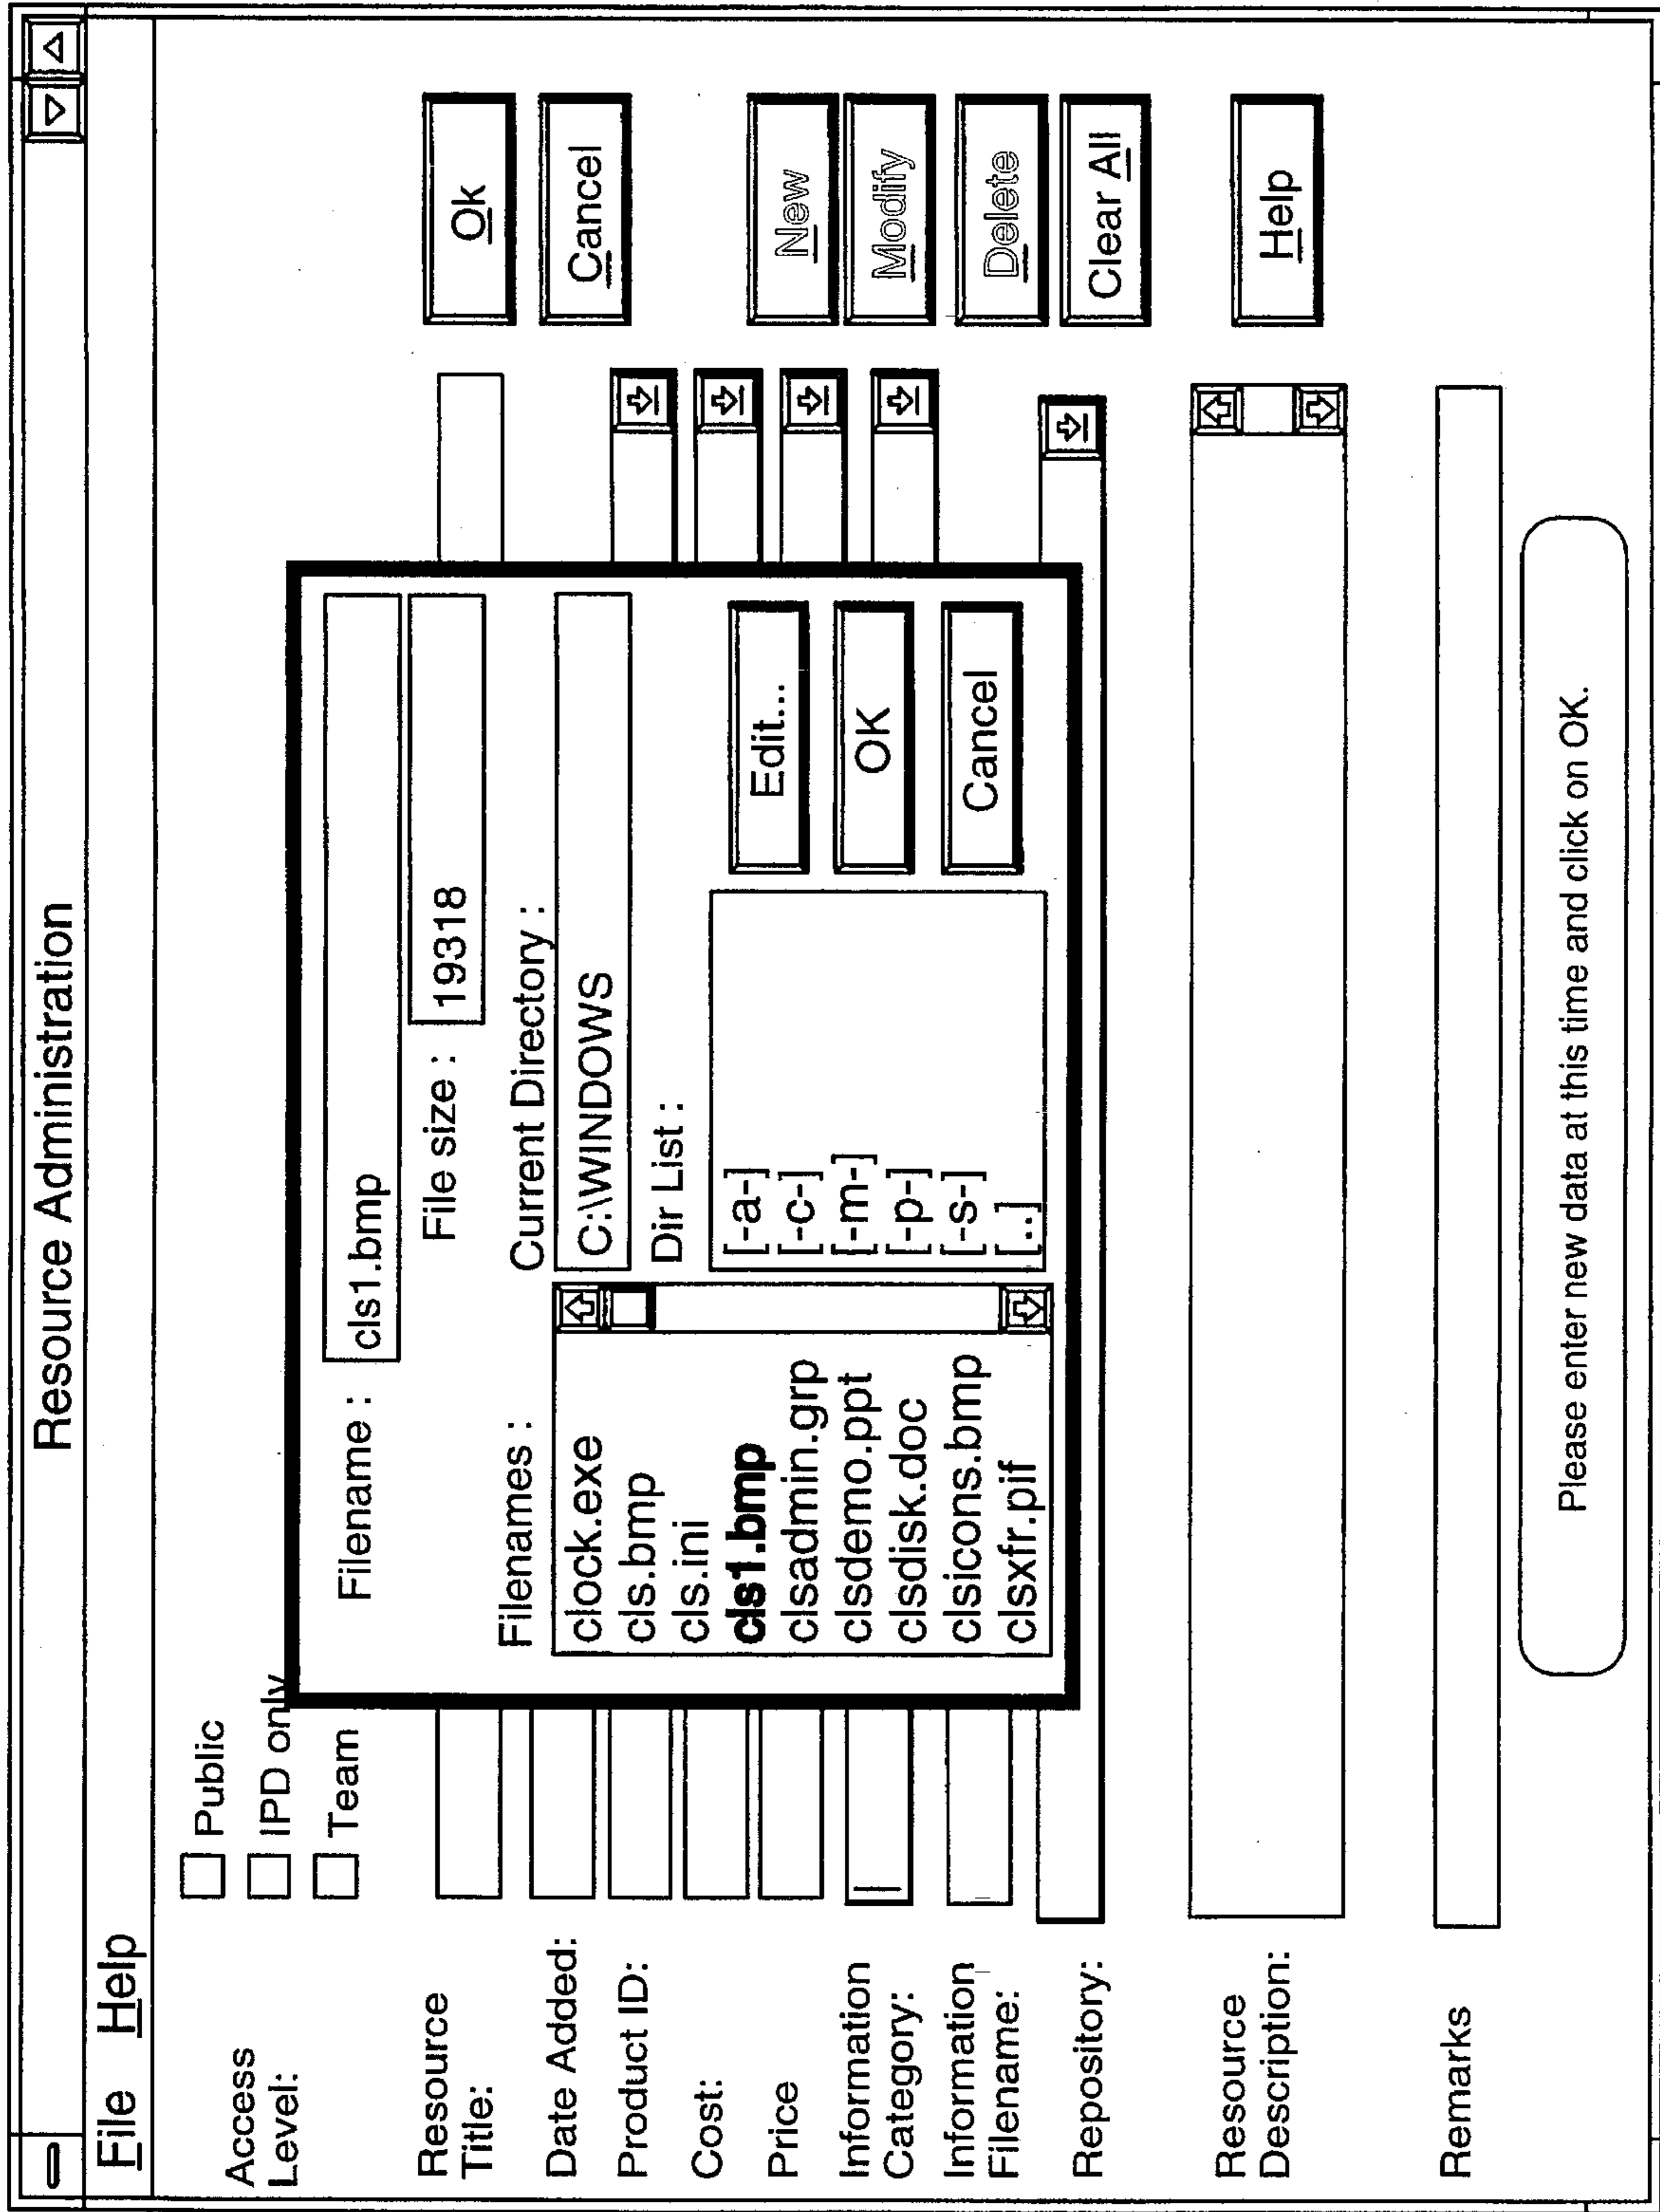 Resource Administration
File Help
Access
Level:
Public
IPD only
Team
Resource
Title:
Date Added:
Product ID:
Cost:
Price
Information
Category:
Information
Filename:
Repository:
Resource
Description:
Remarks
Filename : cls1.bmp
File size : 19318
Filenames :
clock.exe
cls.bmp
cls.ini
cls1.bmp
clsadmin.grp
clsdemo.ppt
clsdisk.doc
clsicons.bmp
clsxfr.pif
Current Directory :
C:\WINDOWS
Dir List :
[-a-]
[-c-]
[-m-]
[-p-]
[-s-]
[..]
Edit...
OK
Cancel
Ok
Cancel
New
Modify
Delete
Clear All
Help
Please enter new data at this time and click on OK.